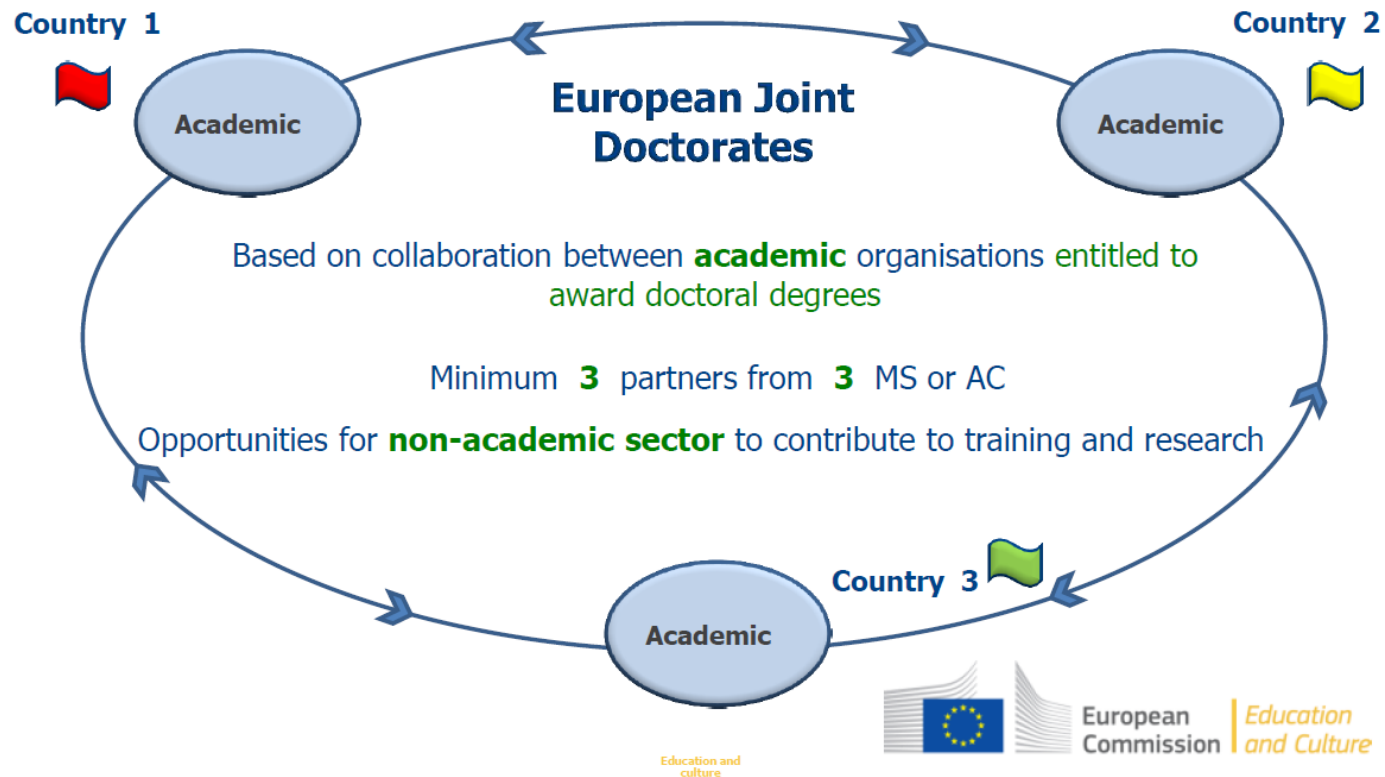 Country 1
Country 2
Academic
European Joint
Doctorates
Academic
Based on collaboration between academic organisations entitled to
award doctoral degrees
Minimum 3 partners from 3 MS or AC
Opportunities for non-academic sector to contribute to training and research
Country 3
Academic
European
Commission
Education
and Culture
Education and
culture